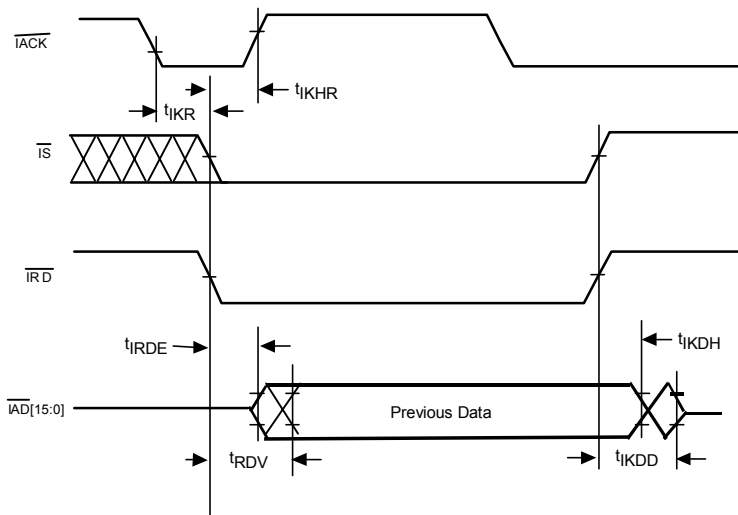 IACK
tIKHR
tIKR
IS
IRD
tIRDE
tIKDH
IAD[15:0]
Previous Data
tRDV
tIKDD